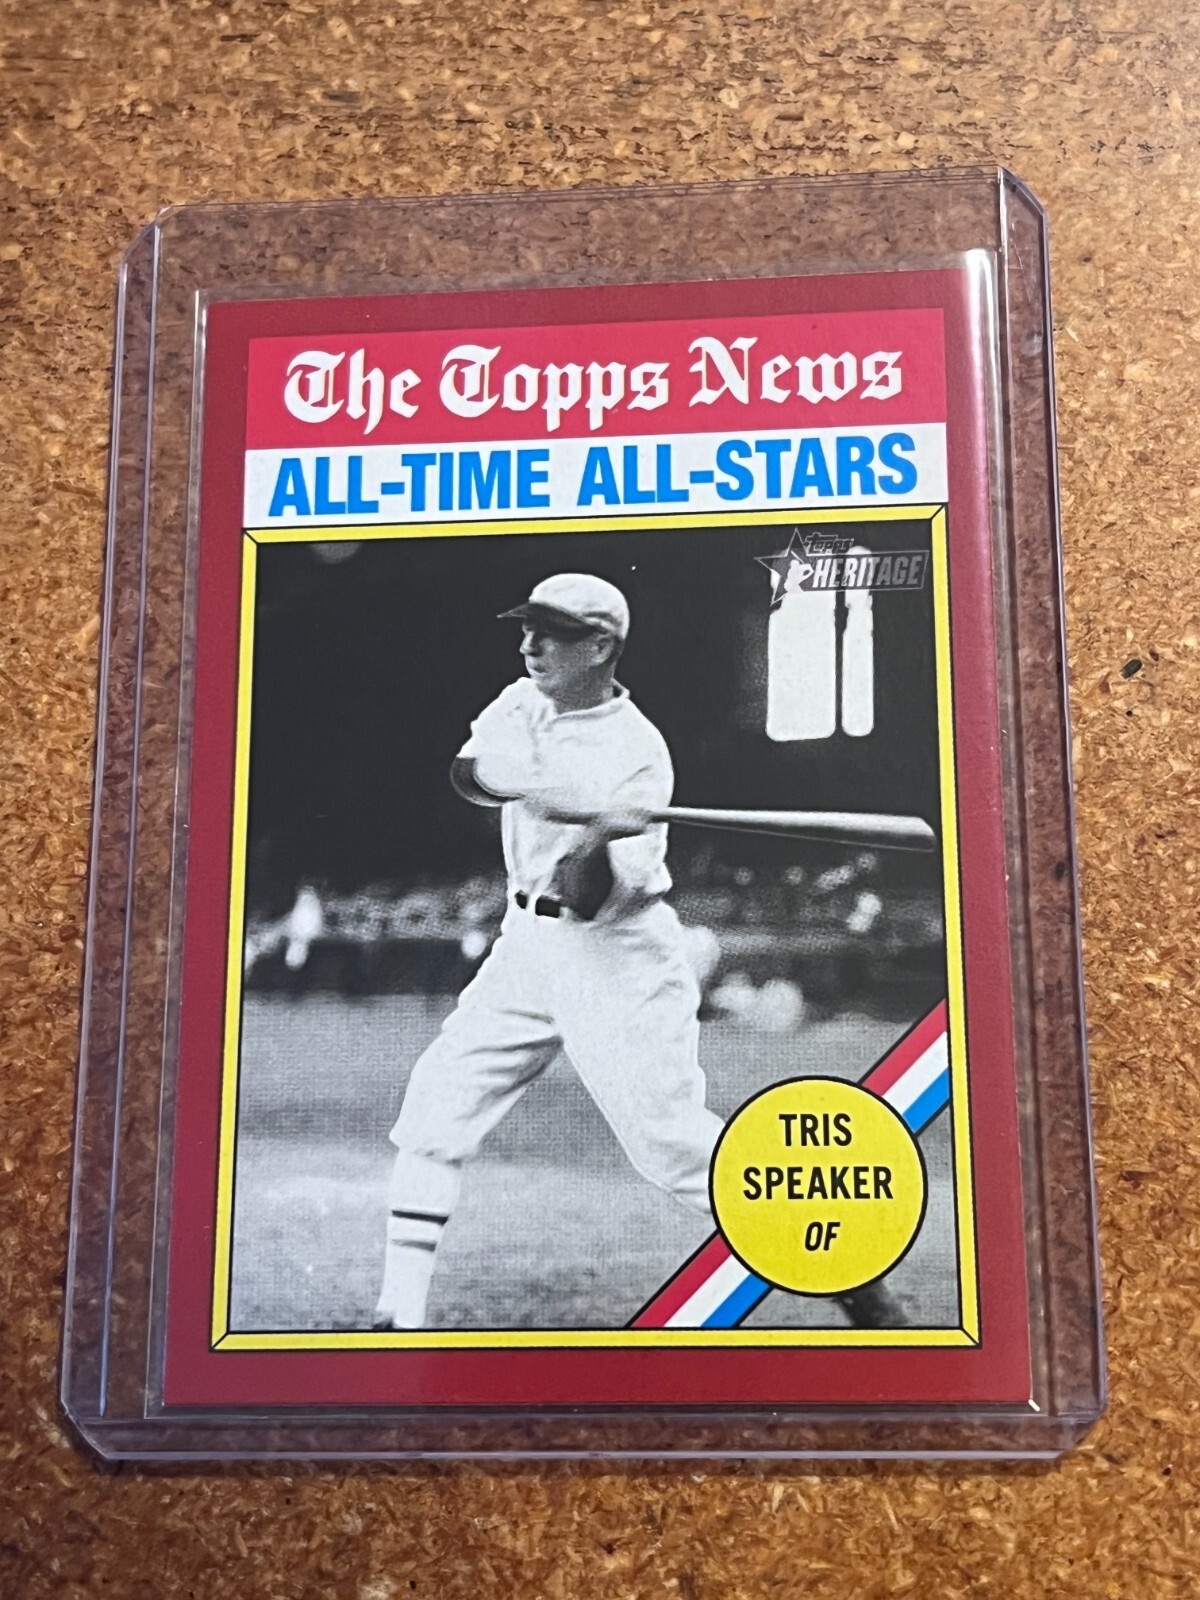 The Topps News
ALL-TIME ALL-STARS
Topps
HERITAGE
TRIS
SPEAKER
OF